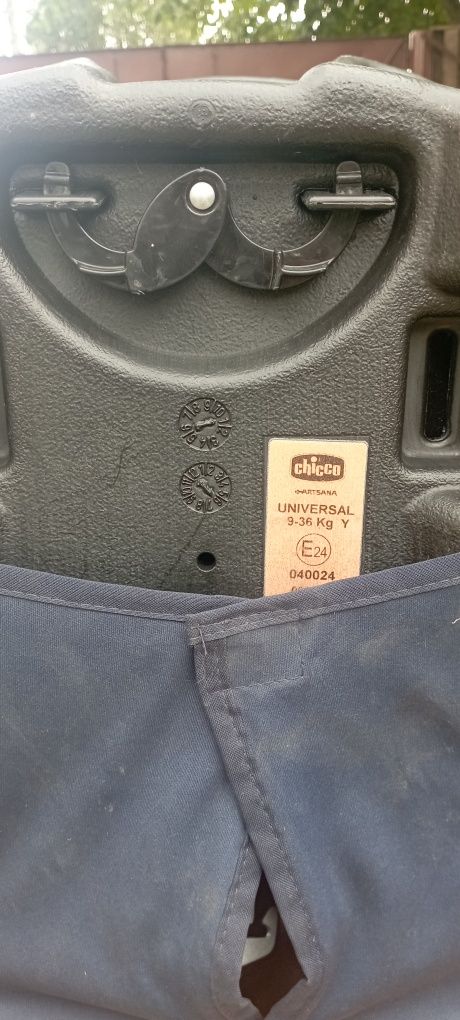 chicco
ARTSANA
UNIVERSAL
9-36 Kg Y
E24
040024